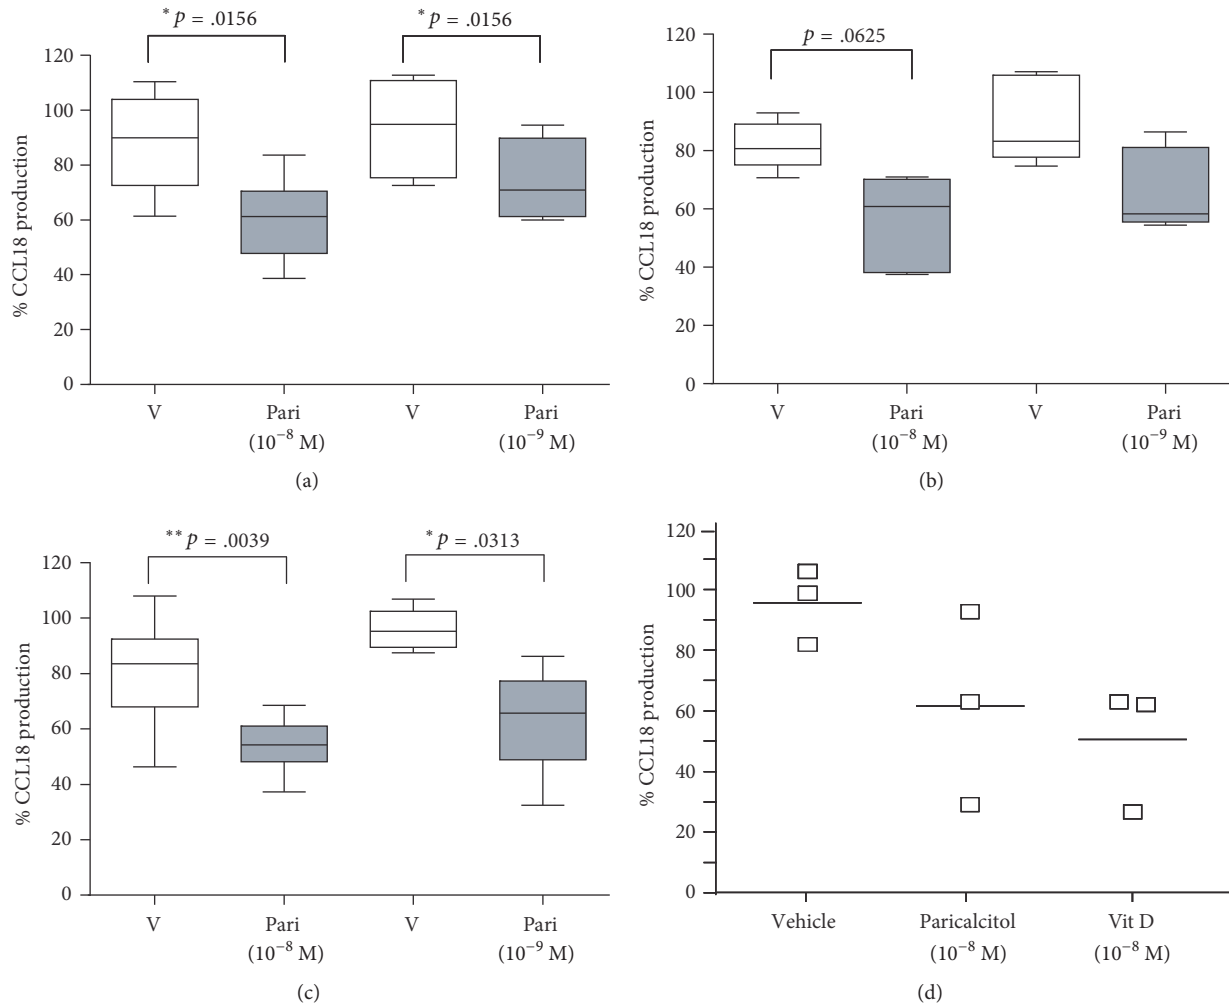 * p = .0156
* p = .0156
120
100
80
60
40
20
0
% CCL18 production
V
Pari
(10⁻⁸ M)
V
Pari
(10⁻⁹ M)
(a)
p = .0625
120
100
80
60
40
20
0
% CCL18 production
V
Pari
(10⁻⁸ M)
V
Pari
(10⁻⁹ M)
(b)
** p = .0039
* p = .0313
120
100
80
60
40
20
0
% CCL18 production
V
Pari
(10⁻⁸ M)
V
Pari
(10⁻⁹ M)
(c)
120
100
80
60
40
20
0
% CCL18 production
Vehicle
Paricalcitol
(10⁻⁸ M)
Vit D
(10⁻⁸ M)
(d)